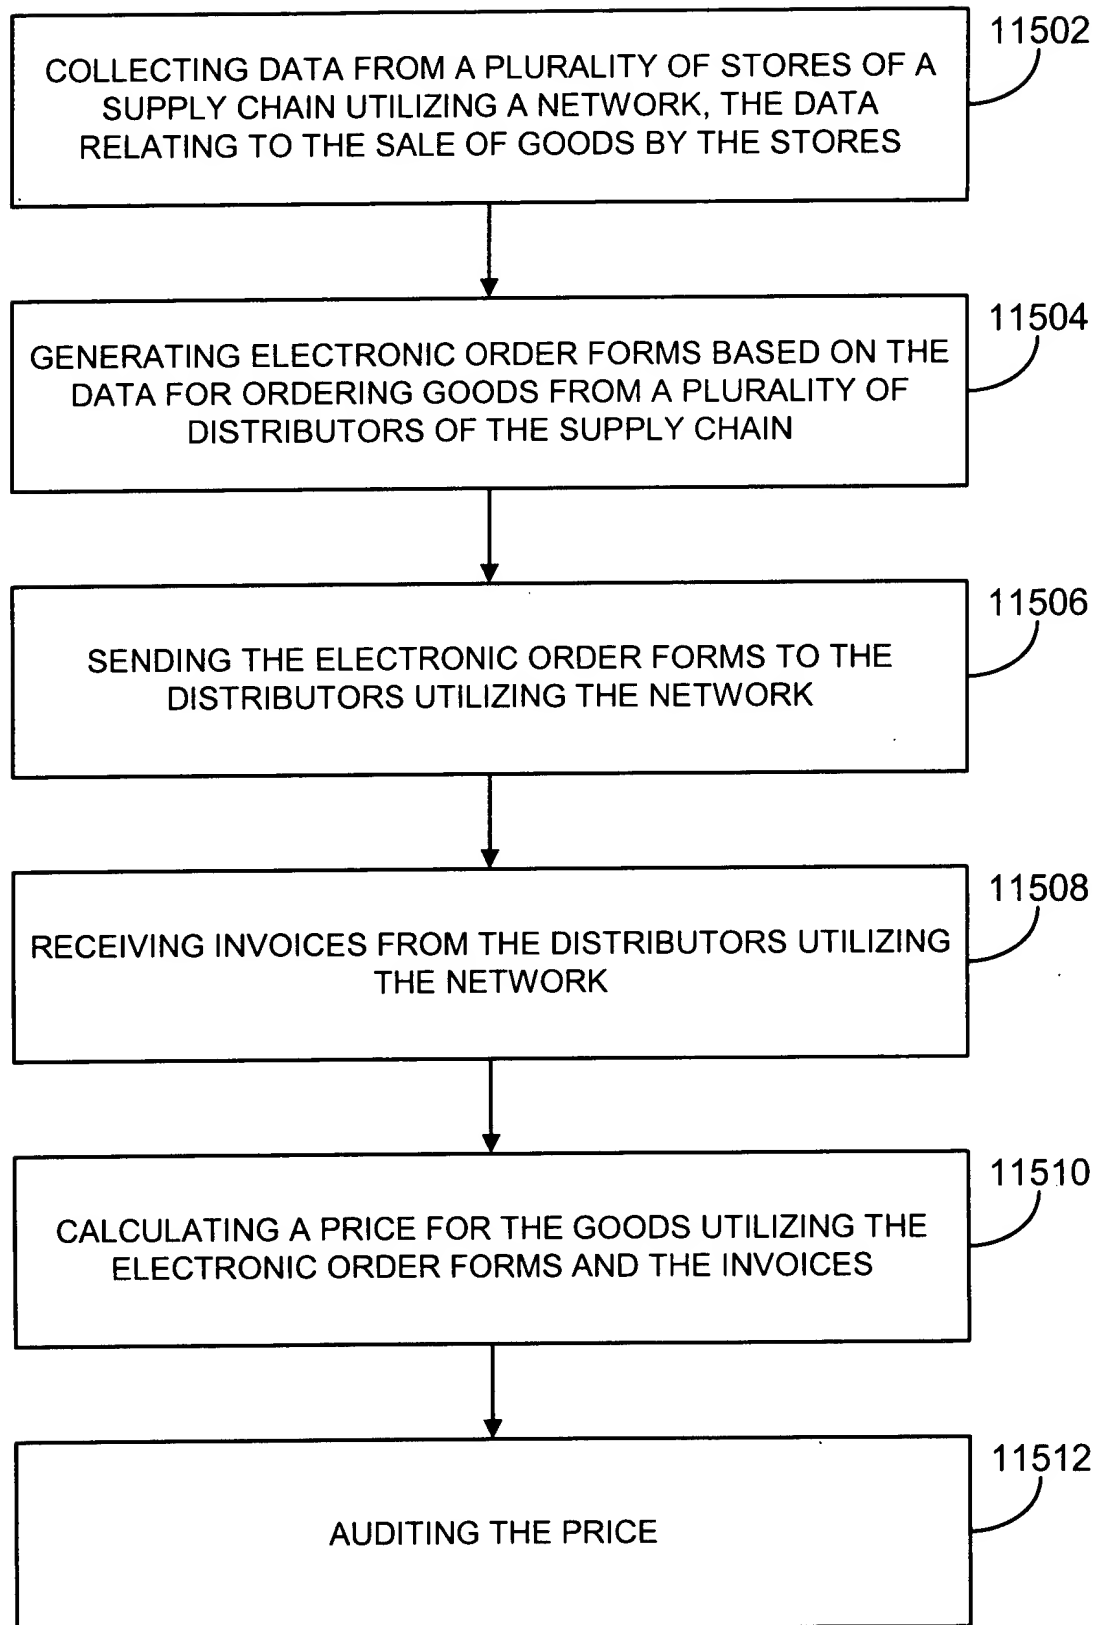 11502
COLLECTING DATA FROM A PLURALITY OF STORES OF A
SUPPLY CHAIN UTILIZING A NETWORK, THE DATA
RELATING TO THE SALE OF GOODS BY THE STORES
11504
GENERATING ELECTRONIC ORDER FORMS BASED ON THE
DATA FOR ORDERING GOODS FROM A PLURALITY OF
DISTRIBUTORS OF THE SUPPLY CHAIN
11506
SENDING THE ELECTRONIC ORDER FORMS TO THE
DISTRIBUTORS UTILIZING THE NETWORK
11508
RECEIVING INVOICES FROM THE DISTRIBUTORS UTILIZING
THE NETWORK
11510
CALCULATING A PRICE FOR THE GOODS UTILIZING THE
ELECTRONIC ORDER FORMS AND THE INVOICES
11512
AUDITING THE PRICE